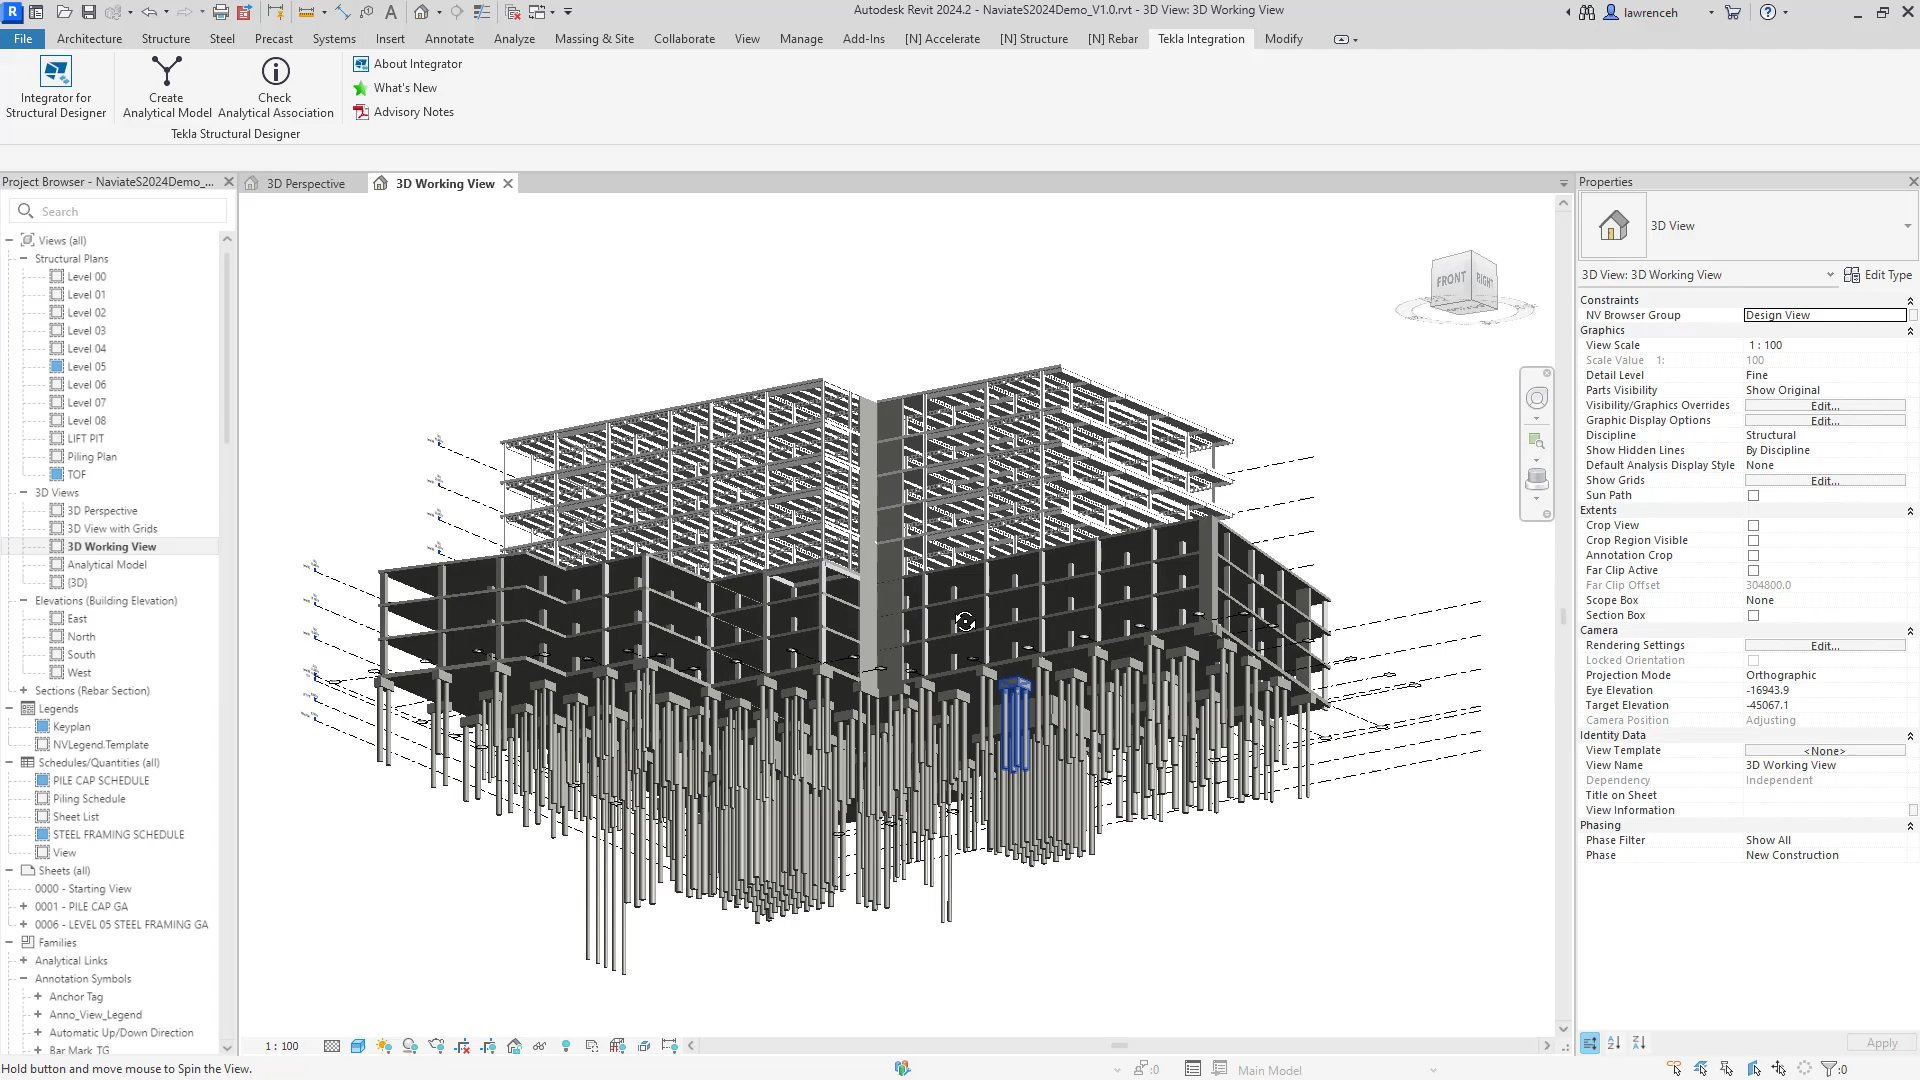 Autodesk Revit 2024.2 - NaviateS2024Demo_V1.0.rvt - 3D View: 3D Working View
lawrenceh
File Architecture Structure Steel Precast Systems Insert Annotate Analyze Massing & Site Collaborate View Manage Add-Ins [N] Accelerate [N] Structure [N] Rebar Tekla Integration Modify
Integrator for
Structural Designer
Create
Analytical Model
Check
Analytical Association
About Integrator
What's New
Advisory Notes
Tekla Structural Designer
Project Browser - NaviateS2024Demo_...
Search
Views (all)
Structural Plans
Level 00
Level 01
Level 02
Level 03
Level 04
Level 05
Level 06
Level 07
Level 08
LIFT PIT
Piling Plan
TOF
3D Views
3D Perspective
3D View with Grids
3D Working View
Analytical Model
{3D}
Elevations (Building Elevation)
East
North
South
West
Sections (Rebar Section)
Legends
Keyplan
NVLegend.Template
Schedules/Quantities (all)
PILE CAP SCHEDULE
Piling Schedule
Sheet List
STEEL FRAMING SCHEDULE
View
Sheets (all)
0000 - Starting View
0001 - PILE CAP GA
0006 - LEVEL 05 STEEL FRAMING GA
Families
Analytical Links
Annotation Symbols
Anchor Tag
Anno_View_Legend
Automatic Up/Down Direction
Bar Mark_TG
3D Perspective
3D Working View
FRONT
RIGHT
Properties
3D View
3D View: 3D Working View
Edit Type
Constraints
NV Browser Group Design View
Graphics
View Scale 1 : 100
Scale Value 1: 100
Detail Level Fine
Parts Visibility Show Original
Visibility/Graphics Overrides Edit...
Graphic Display Options Edit...
Discipline Structural
Show Hidden Lines By Discipline
Default Analysis Display Style None
Show Grids Edit...
Sun Path
Extents
Crop View
Crop Region Visible
Annotation Crop
Far Clip Active
Far Clip Offset 304800.0
Scope Box None
Section Box
Camera
Rendering Settings Edit...
Locked Orientation
Projection Mode Orthographic
Eye Elevation -16943.9
Target Elevation -45067.1
Camera Position Adjusting
Identity Data
View Template <None>
View Name 3D Working View
Dependency Independent
Title on Sheet
View Information
Phasing
Phase Filter Show All
Phase New Construction
Apply
1 : 100
Hold button and move mouse to Spin the View.
:0
Main Model
:0